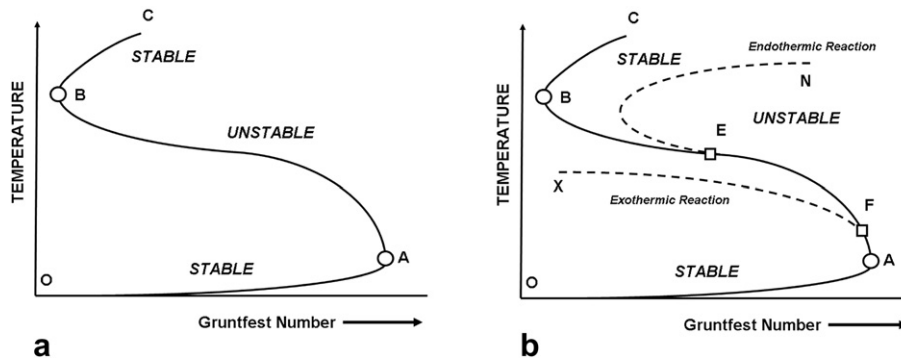 C
STABLE
B
TEMPERATURE
UNSTABLE
A
STABLE
O
Gruntfest Number
a
C
STABLE
Endothermic Reaction
N
B
UNSTABLE
E
TEMPERATURE
X
Exothermic Reaction
F
A
STABLE
O
Gruntfest Number
b